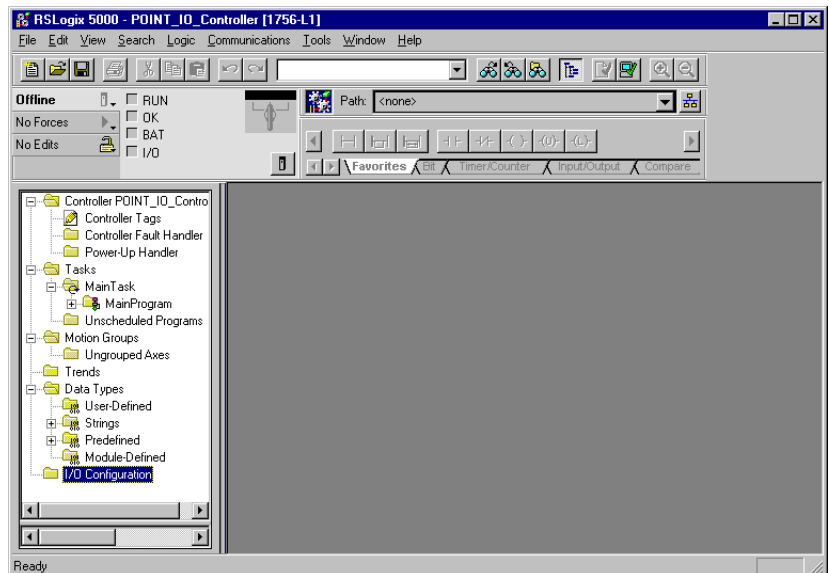 RSLogix 5000 - POINT_IO_Controller [1756-L1]
File Edit View Search Logic Communications Tools Window Help
Offline
RUN
No Forces
OK
No Edits
BAT
I/O
Path: <none>
Favorites Bit Timer/Counter Input/Output Compare
Controller POINT_IO_Contro
Controller Tags
Controller Fault Handler
Power-Up Handler
Tasks
MainTask
MainProgram
Unscheduled Programs
Motion Groups
Ungrouped Axes
Trends
Data Types
User-Defined
Strings
Predefined
Module-Defined
I/O Configuration
Ready